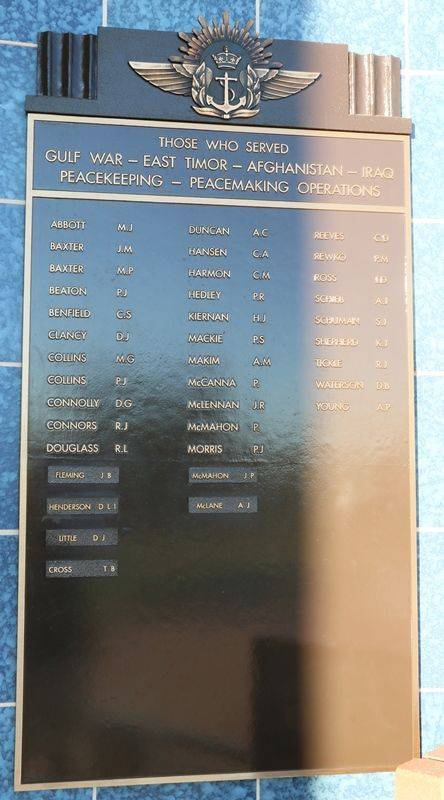 THOSE WHO SERVED
GULF WAR – EAST TIMOR – AFGHANISTAN – IRAQ
PEACEKEEPING – PEACEMAKING OPERATIONS
ABBOTT M.J
BAXTER J.M
BAXTER M.P
BEATON P.J
BENFIELD C.S
CLANCY D.J
COLLINS M.G
COLLINS P.J
CONNOLLY D.G
CONNORS R.J
DOUGLASS R.L
FLEMING J B
HENDERSON D L I
LITTLE D J
CROSS T B
DUNCAN A.C
HANSEN C.A
HARMON C.M
HEDLEY P.R
KIERNAN H.J
MACKIE P.S
MAKIM A.M
McCANNA P.
McLENNAN J.R
McMAHON P.
MORRIS P.J
McMAHON J P
McLANE A J
REEVES C.D
REWKO P.M
ROSS
SCHIEB A.J
SCHUMAIN S.J
SHEPHERD K.J
TICKLE R.J
WATERSON D.B
YOUNG A.P